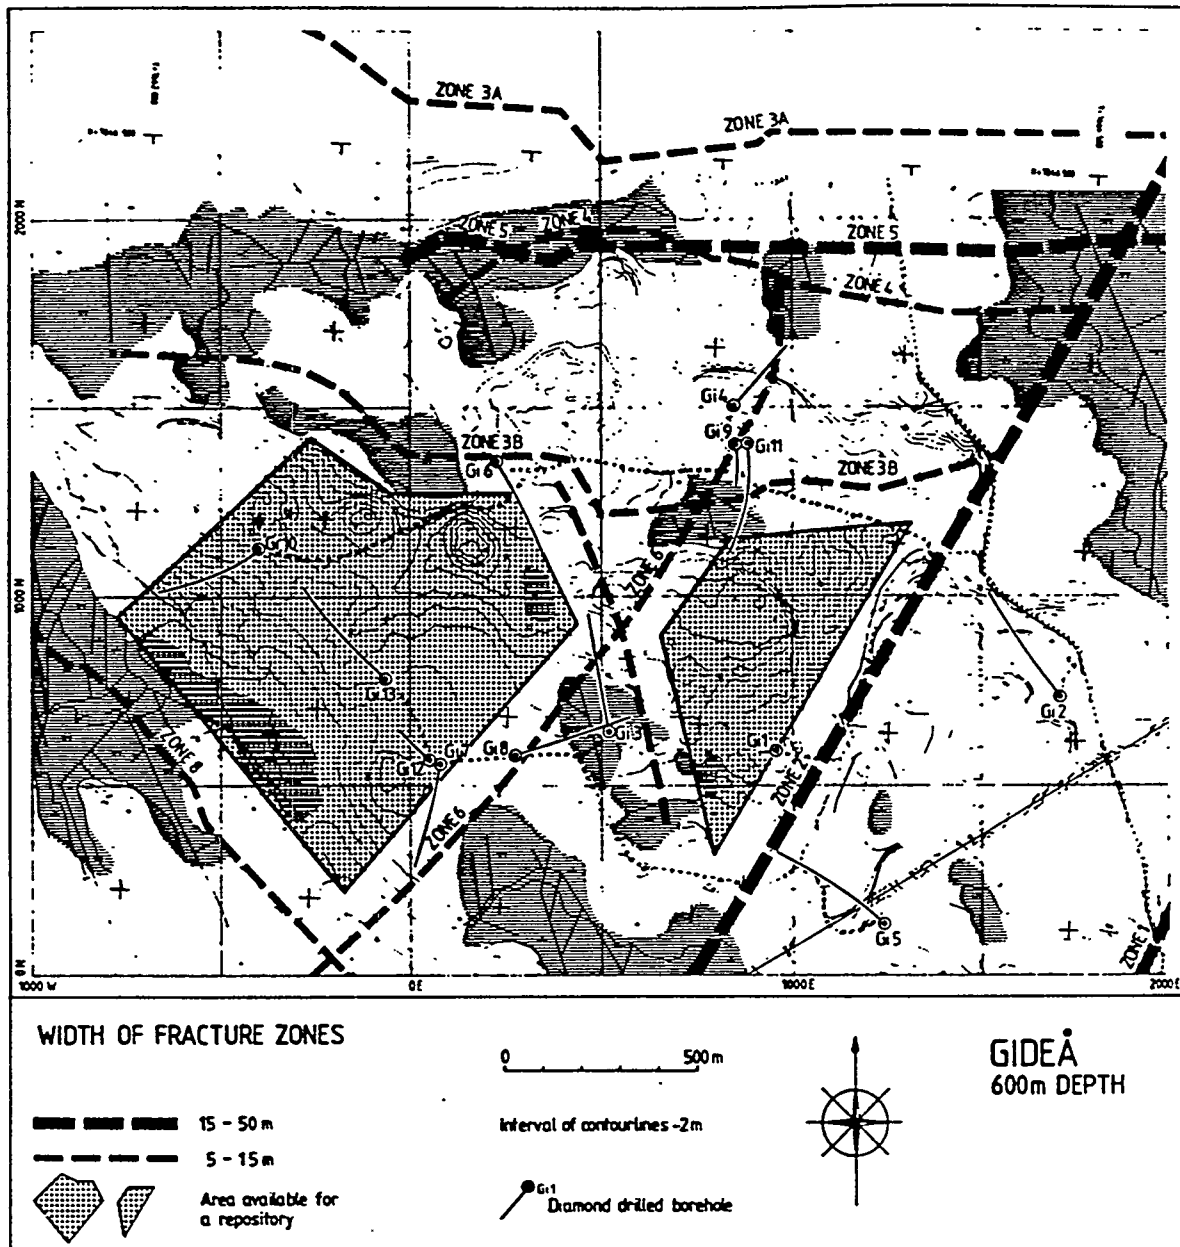 ZONE 3A
ZONE 3A
2000 N
ZONE 5
ZONE 4
ZONE 5
ZONE 4
Gi4
Gi9
Gi11
ZONE 3B
Gi6
ZONE 3B
Gi10
ZONE 6
1000 N
Gi13
Gi2
Gi3
Gi1
Gi8
Gi7
Gi12
ZONE 8
ZONE 2
ZONE 6
Gi5
ZONE 1
0 N
1000 W
0 E
1000 E
2000 E
WIDTH OF FRACTURE ZONES
0 500 m
GIDEÅ
600m DEPTH
15 - 50 m
Interval of contourlines -2m
5 - 15 m
Area available for
a repository
Gi1
Diamond drilled borehole